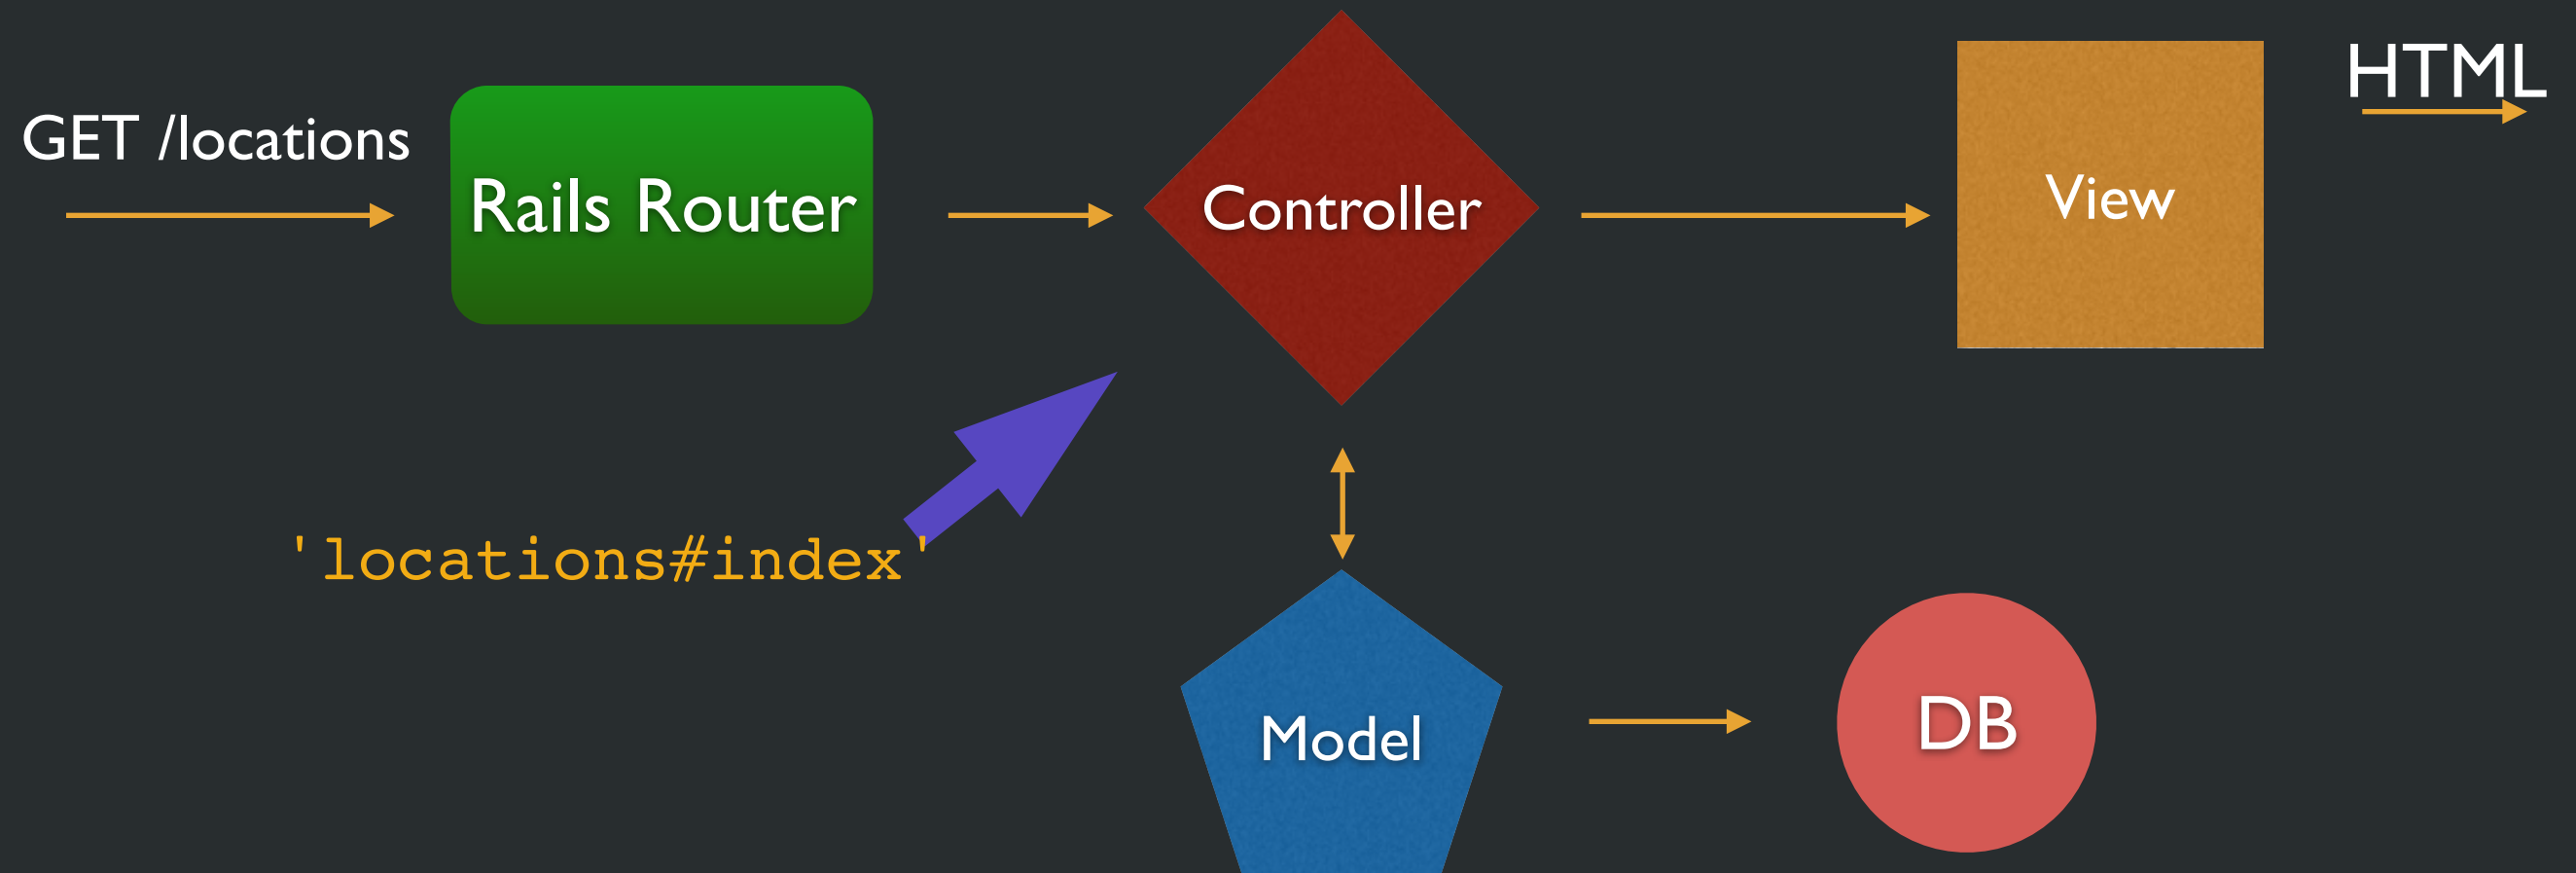 HTML
GET /locations
Rails Router
Controller
View
'locations#index'
Model
DB